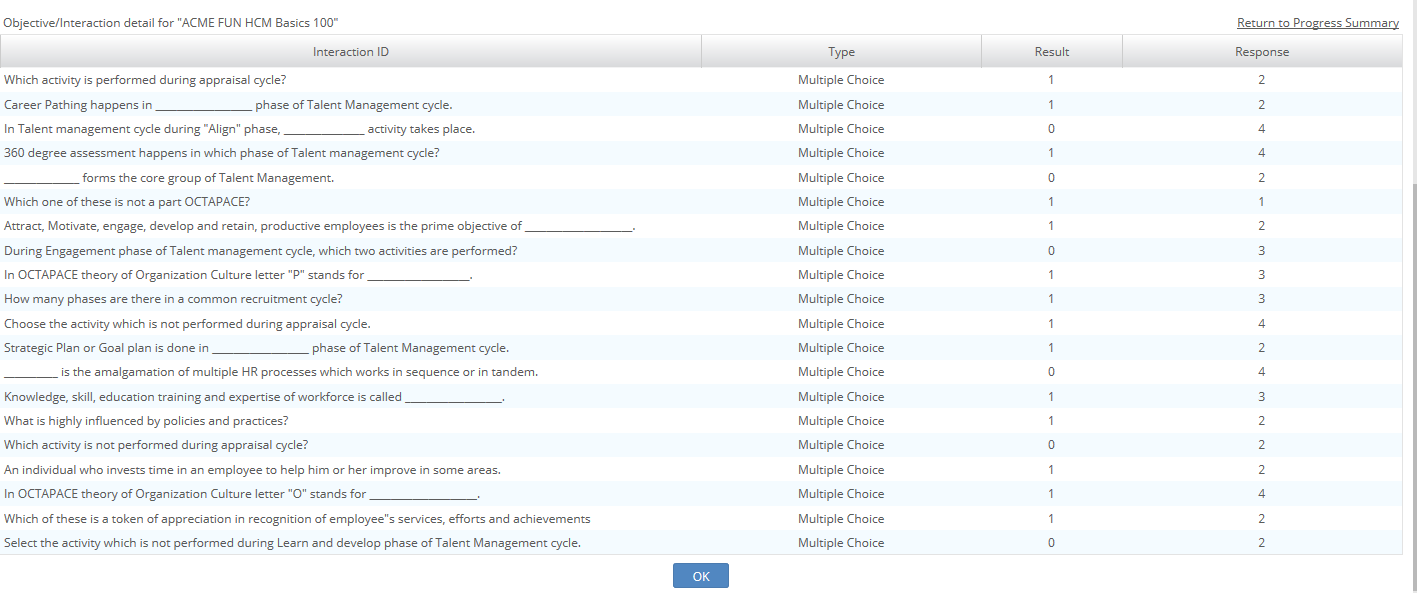 Objective/Interaction detail for "ACME FUN HCM Basics 100" Return to Progress Summary
Interaction ID Type Result Response
Which activity is performed during appraisal cycle? Multiple Choice 1 2
Career Pathing happens in __________________ phase of Talent Management cycle. Multiple Choice 1 2
In Talent management cycle during "Align" phase, _______________ activity takes place. Multiple Choice 0 4
360 degree assessment happens in which phase of Talent management cycle? Multiple Choice 1 4
______________ forms the core group of Talent Management. Multiple Choice 0 2
Which one of these is not a part OCTAPACE? Multiple Choice 1 1
Attract, Motivate, engage, develop and retain, productive employees is the prime objective of ____________________. Multiple Choice 1 2
During Engagement phase of Talent management cycle, which two activities are performed? Multiple Choice 0 3
In OCTAPACE theory of Organization Culture letter "P" stands for ___________________. Multiple Choice 1 3
How many phases are there in a common recruitment cycle? Multiple Choice 1 3
Choose the activity which is not performed during appraisal cycle. Multiple Choice 1 4
Strategic Plan or Goal plan is done in __________________ phase of Talent Management cycle. Multiple Choice 1 2
__________ is the amalgamation of multiple HR processes which works in sequence or in tandem. Multiple Choice 0 4
Knowledge, skill, education training and expertise of workforce is called __________________. Multiple Choice 1 3
What is highly influenced by policies and practices? Multiple Choice 1 2
Which activity is not performed during appraisal cycle? Multiple Choice 0 2
An individual who invests time in an employee to help him or her improve in some areas. Multiple Choice 1 2
In OCTAPACE theory of Organization Culture letter "O" stands for ____________________. Multiple Choice 1 4
Which of these is a token of appreciation in recognition of employee"s services, efforts and achievements Multiple Choice 1 2
Select the activity which is not performed during Learn and develop phase of Talent Management cycle. Multiple Choice 0 2
OK